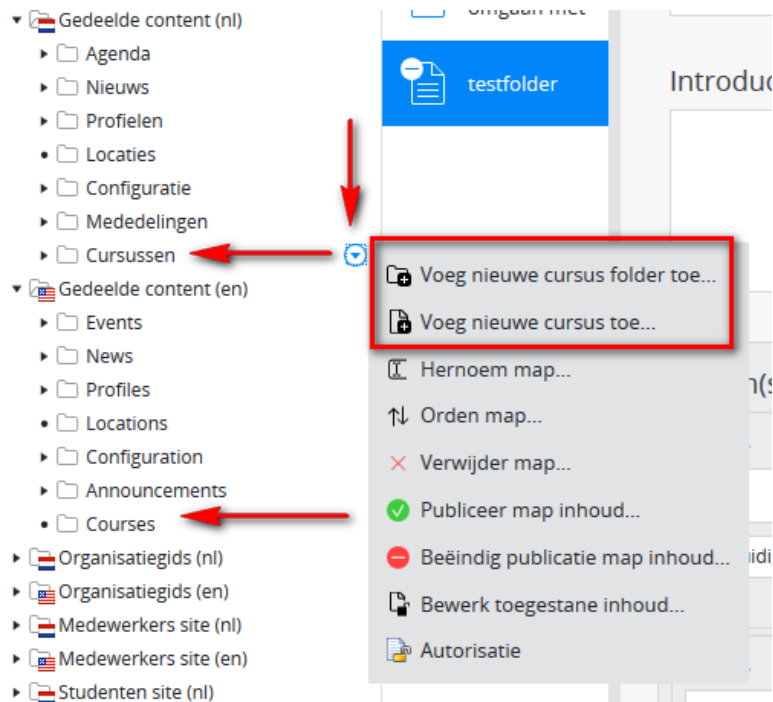 Gedeelde content (nl)
Agenda
Nieuws
Profielen
Locaties
Configuratie
Mededelingen
Cursussen
Gedeelde content (en)
Events
News
Profiles
Locations
Configuration
Announcements
Courses
Organisatiegids (nl)
Organisatiegids (en)
Medewerkers site (nl)
Medewerkers site (en)
Studenten site (nl)
omgaan met
testfolder
Voeg nieuwe cursus folder toe...
Voeg nieuwe cursus toe...
Hernoem map...
Orden map...
Verwijder map...
Publiceer map inhoud...
Beëindig publicatie map inhoud...
Bewerk toegestane inhoud...
Autorisatie
Introduc